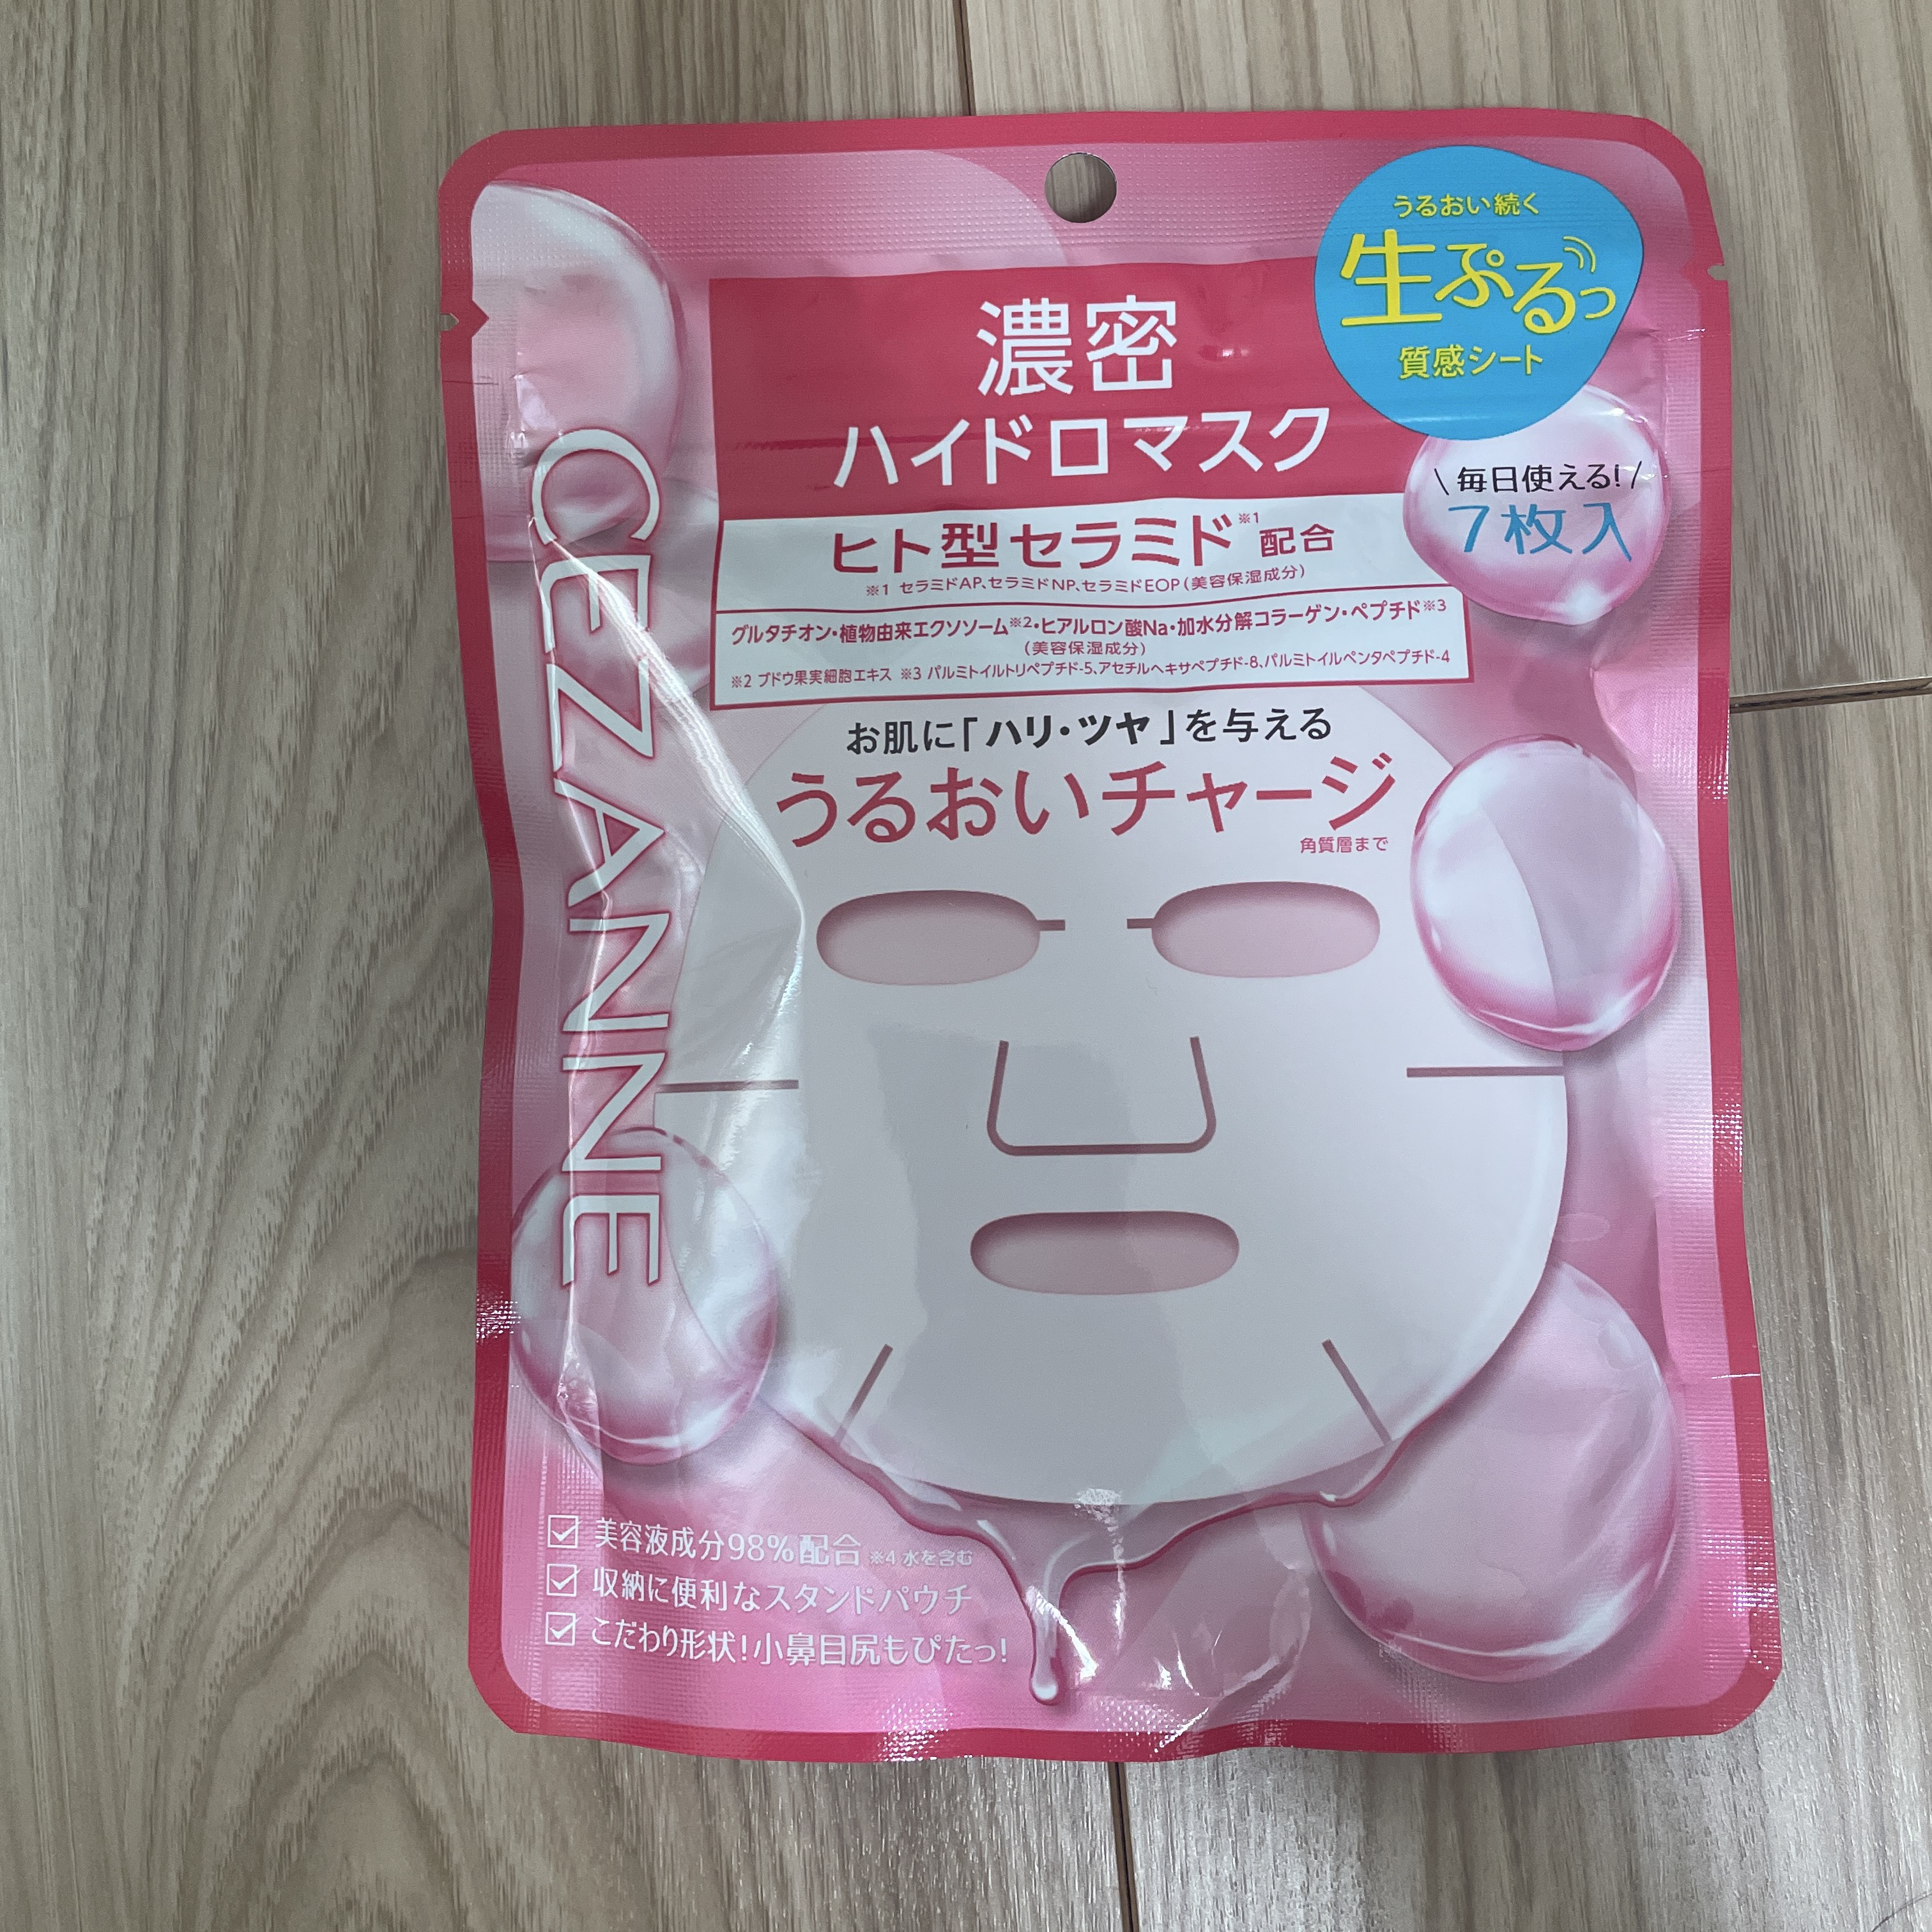 うるおい続く
生ぷるっ
質感シート
濃密
ハイドロマスク
\ 毎日使える! /
7枚入
ヒト型セラミド※1配合
※1 セラミドAP、セラミドNP、セラミドEOP(美容保湿成分)
グルタチオン・植物由来エクソソーム※2・ヒアルロン酸Na・加水分解コラーゲン・ペプチド※3
(美容保湿成分)
※2 ブドウ果実細胞エキス ※3 パルミトイルトリペプチド-5、アセチルヘキサペプチド-8、パルミトイルペンタペプチド-4
お肌に「ハリ・ツヤ」を与える
うるおいチャージ
角質層まで
CEZANNE
美容液成分98%配合 ※4 水を含む
収納に便利なスタンドパウチ
こだわり形状!小鼻目尻もぴたっ!